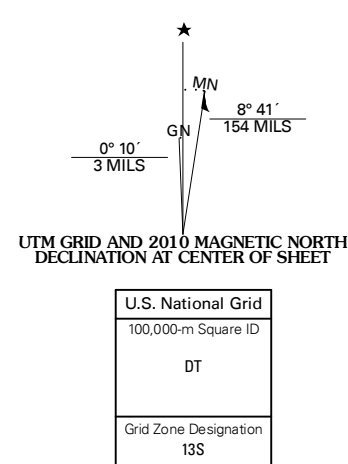 MN
8° 41´
154 MILS
GN
0° 10´
3 MILS
UTM GRID AND 2010 MAGNETIC NORTH
DECLINATION AT CENTER OF SHEET
U.S. National Grid
100,000-m Square ID
DT
Grid Zone Designation
13S